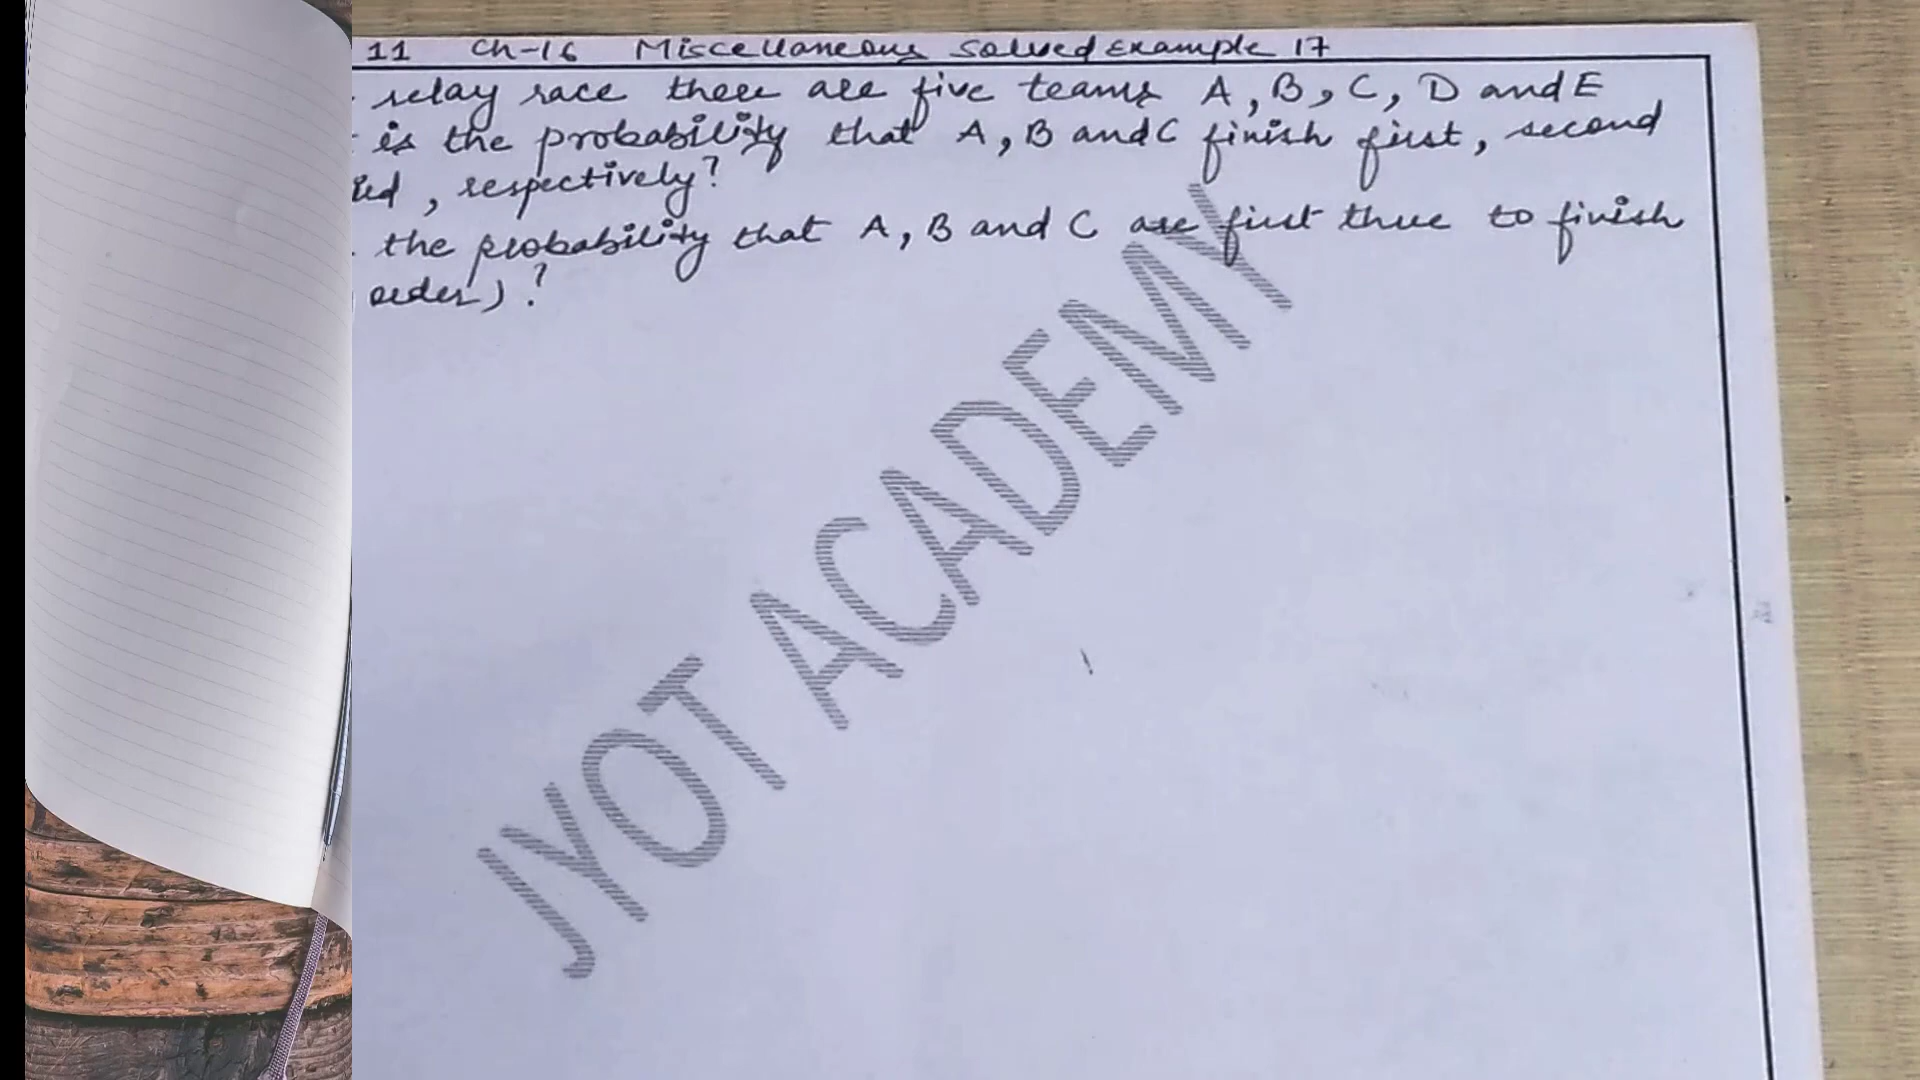 11 Ch-16 Miscellaneous Solved Example 17
relay race there are five teams A, B, C, D and E
is the probability that A, B and C finish first, second
, respectively?
the probability that A, B and C are first three to finish
order) ?
JYOT ACADEMY